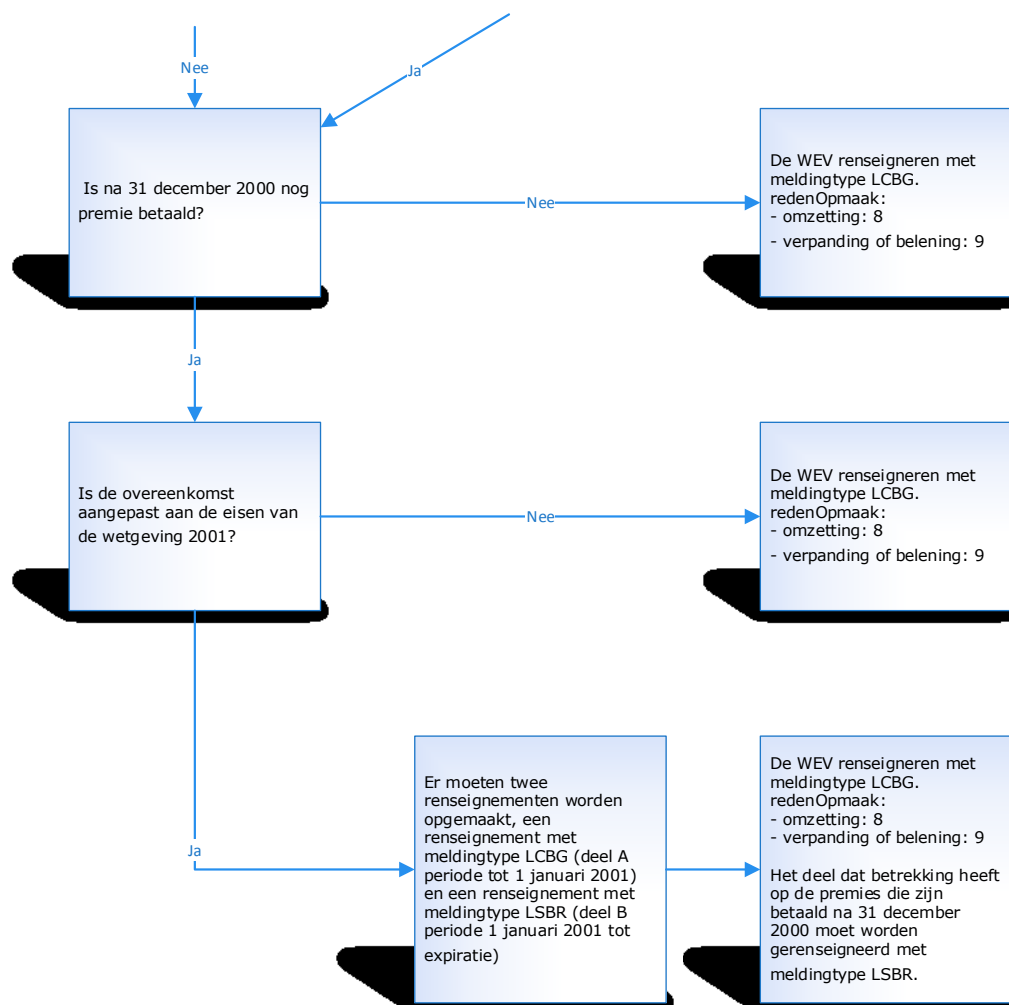 Nee
Ja
Is na 31 december 2000 nog
premie betaald?
Nee
De WEV renseigneren met
meldingtype LCBG.
redenOpmaak:
- omzetting: 8
- verpanding of belening: 9
Ja
Is de overeenkomst
aangepast aan de eisen van
de wetgeving 2001?
Nee
De WEV renseigneren met
meldingtype LCBG.
redenOpmaak:
- omzetting: 8
- verpanding of belening: 9
Ja
Er moeten twee
renseignementen worden
opgemaakt, een
renseignement met
meldingtype LCBG (deel A
periode tot 1 januari 2001)
en een renseignement met
meldingtype LSBR (deel B
periode 1 januari 2001 tot
expiratie)
De WEV renseigneren met
meldingtype LCBG.
redenOpmaak:
- omzetting: 8
- verpanding of belening: 9
Het deel dat betrekking heeft
op de premies die zijn
betaald na 31 december
2000 moet worden
gerenseigneerd met
meldingtype LSBR.